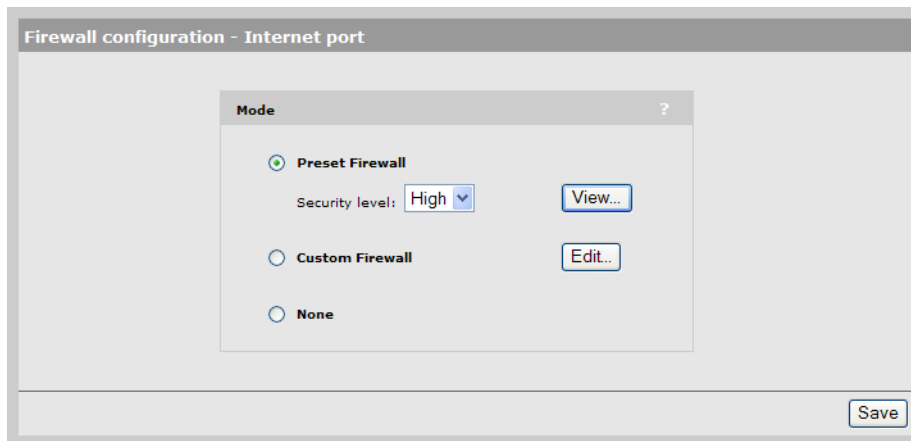 Firewall configuration - Internet port
Mode ?
Preset Firewall
Security level: High View...
Custom Firewall Edit...
None
Save